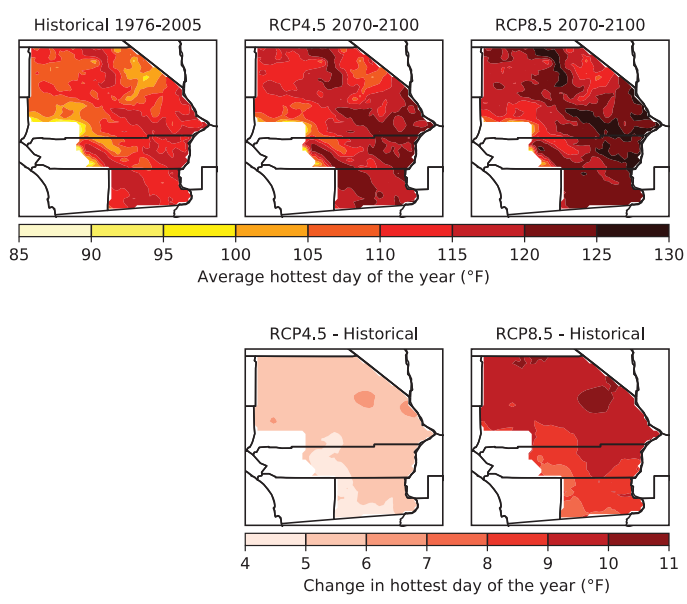 Historical 1976-2005 RCP4.5 2070-2100 RCP8.5 2070-2100
85 90 95 100 105 110 115 120 125 130
Average hottest day of the year (°F)
RCP4.5 - Historical RCP8.5 - Historical
4 5 6 7 8 9 10 11
Change in hottest day of the year (°F)